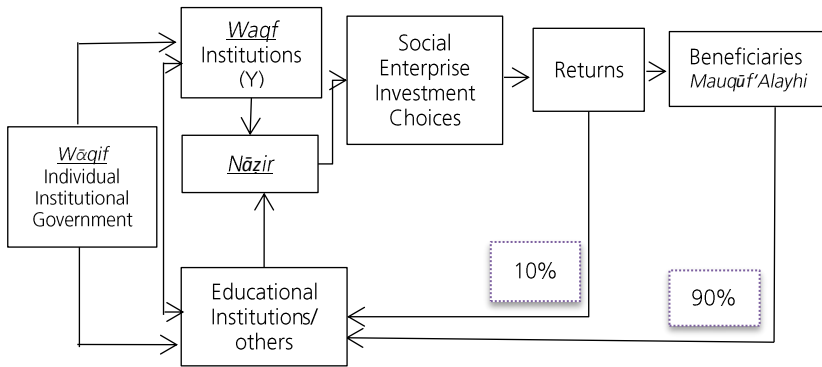 Waqf
Institutions
(Y)
Social
Enterprise
Investment
Choices
Returns
Beneficiaries
Mauqūf’Alayhi
Wāqif
Individual
Institutional
Government
Nāẓir
Educational
Institutions/
others
10%
90%